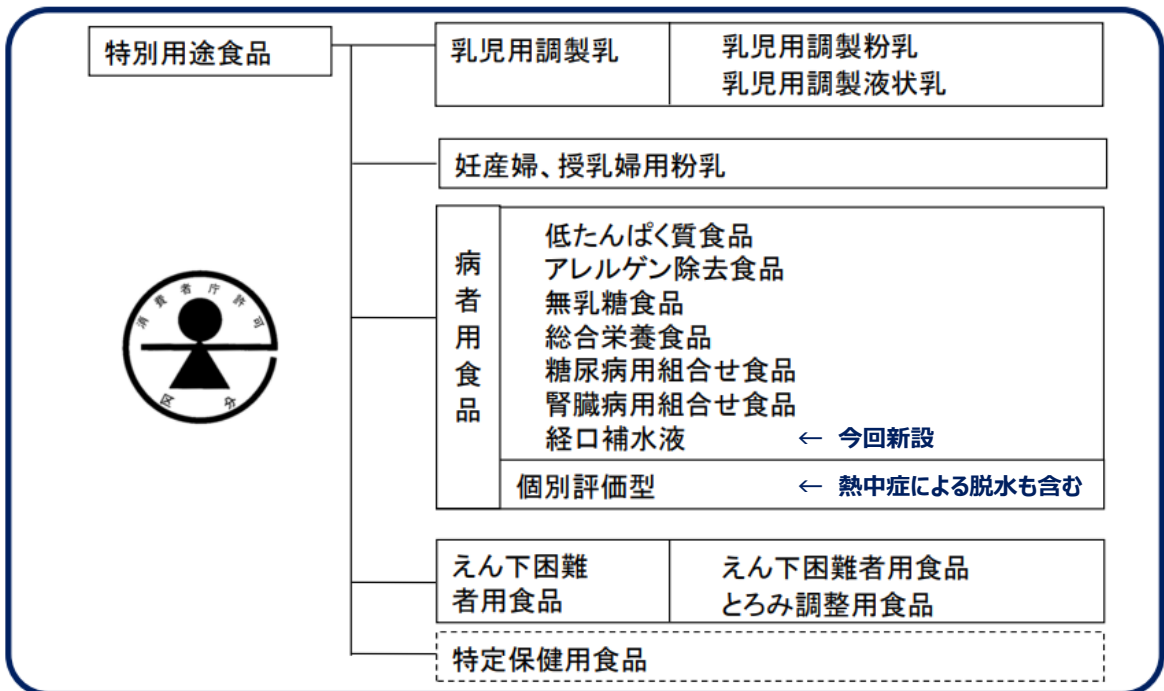 特別用途食品
乳児用調製乳
乳児用調製粉乳
乳児用調製液状乳
妊産婦、授乳婦用粉乳
病者用食品
低たんぱく質食品
アレルゲン除去食品
無乳糖食品
総合栄養食品
糖尿病用組合せ食品
腎臓病用組合せ食品
経口補水液 ← 今回新設
個別評価型 ← 熱中症による脱水も含む
消費者庁許可
区分
えん下困難
者用食品
えん下困難者用食品
とろみ調整用食品
特定保健用食品